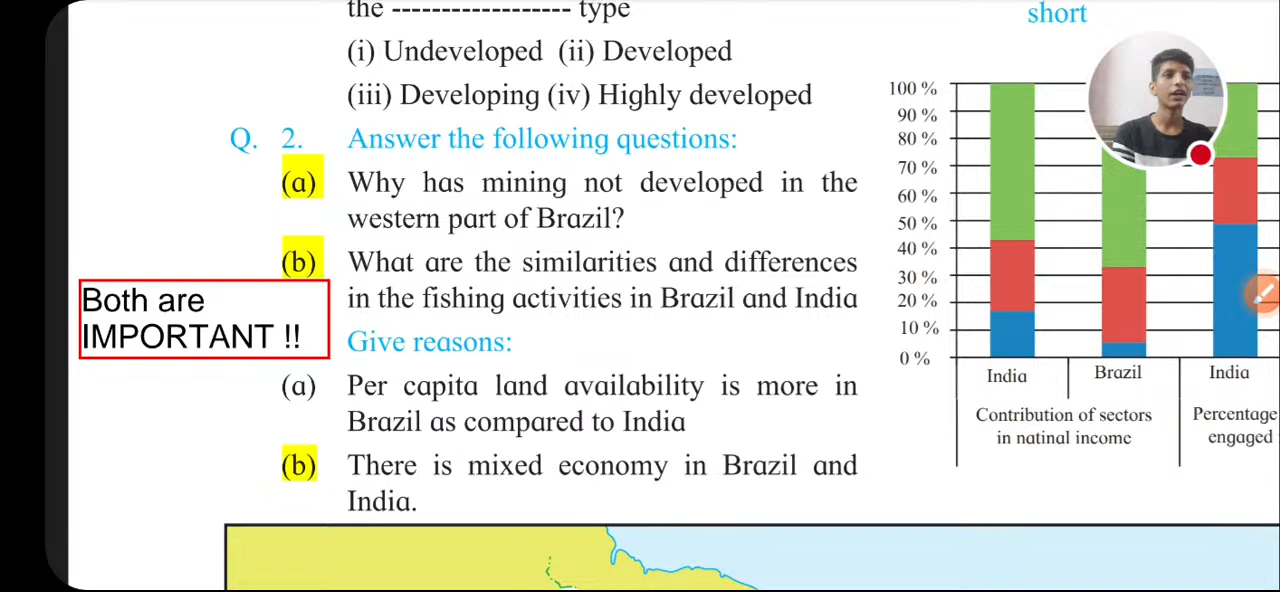 the ------------------ type
(i) Undeveloped (ii) Developed
(iii) Developing (iv) Highly developed
Q. 2. Answer the following questions:
(a) Why has mining not developed in the
western part of Brazil?
(b) What are the similarities and differences
in the fishing activities in Brazil and India
Both are
IMPORTANT !!
Give reasons:
(a) Per capita land availability is more in
Brazil as compared to India
(b) There is mixed economy in Brazil and
India.
short
100 %
90 %
80 %
70 %
60 %
50 %
40 %
30 %
20 %
10 %
0 %
India Brazil India
Contribution of sectors
in natinal income
Percentage
engaged